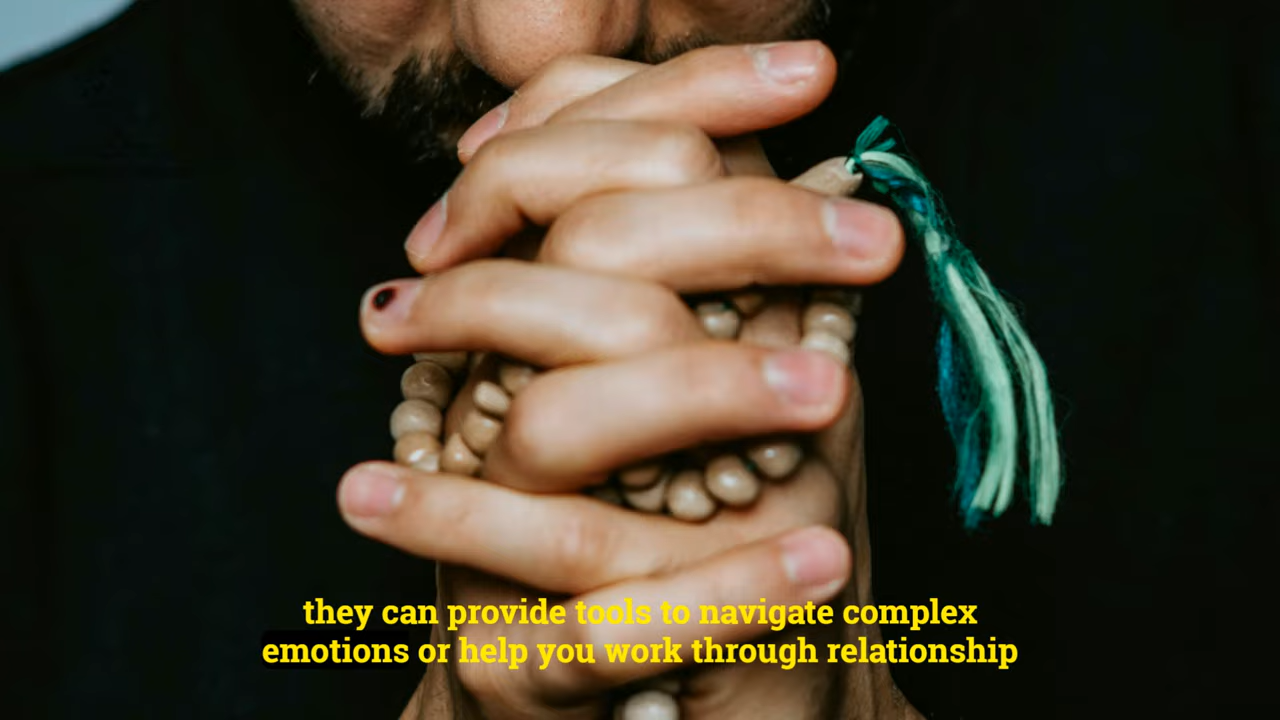 they can provide tools to navigate complex
emotions or help you work through relationship